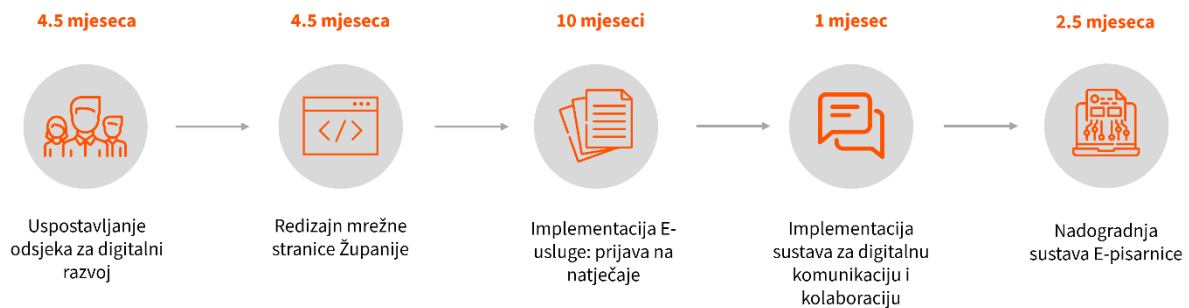 4.5 mjeseca
4.5 mjeseca
10 mjeseci
1 mjesec
2.5 mjeseca
Uspostavljanje
odsjeka za digitalni
razvoj
Redizajn mrežne
stranice Županije
Implementacija E-
usluge: prijava na
natječaje
Implementacija
sustava za digitalnu
komunikaciju i
kolaboraciju
Nadogradnja
sustava E-pisarnice